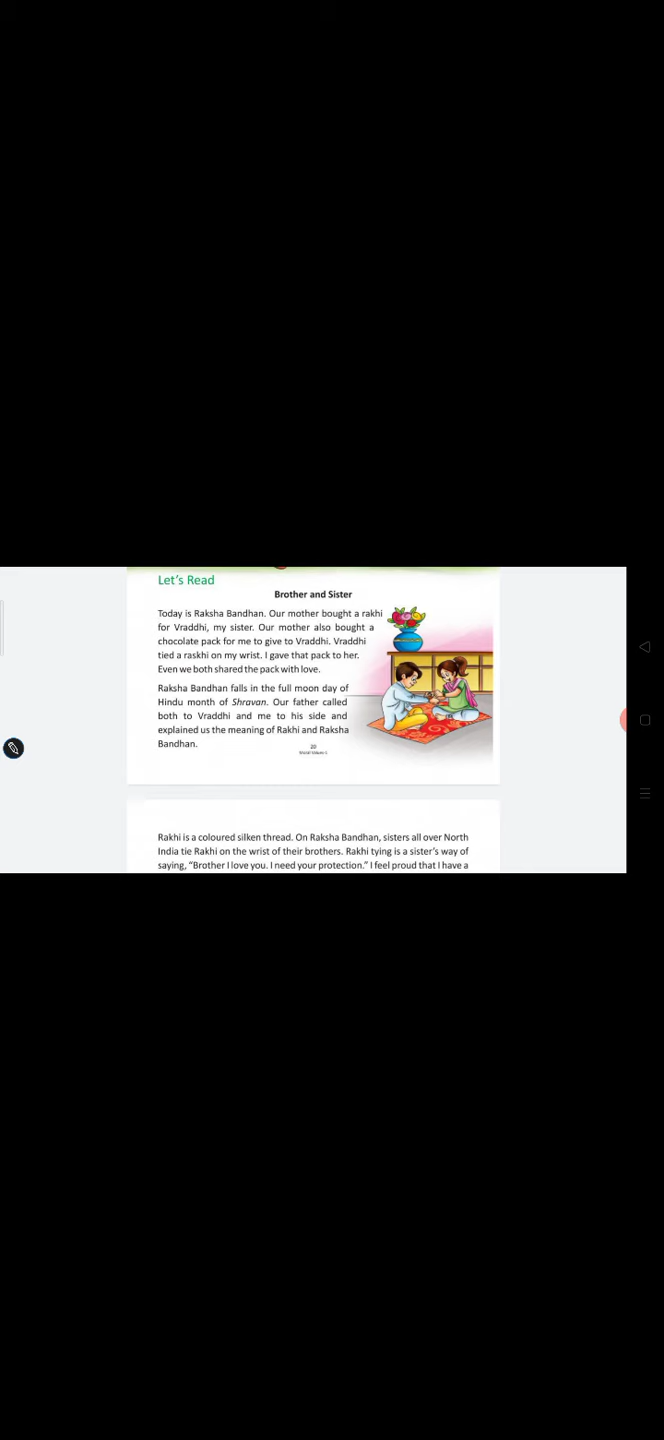 Let's Read
Brother and Sister
Today is Raksha Bandhan. Our mother bought a rakhi
for Vraddhi, my sister. Our mother also bought a
chocolate pack for me to give to Vraddhi. Vraddhi
tied a raskhi on my wrist. I gave that pack to her.
Even we both shared the pack with love.
Raksha Bandhan falls in the full moon day of
Hindu month of Shravan. Our father called
both to Vraddhi and me to his side and
explained us the meaning of Rakhi and Raksha
Bandhan.
20
Rakhi is a coloured silken thread. On Raksha Bandhan, sisters all over North
India tie Rakhi on the wrist of their brothers. Rakhi tying is a sister's way of
saying, “Brother I love you. I need your protection.” I feel proud that I have a